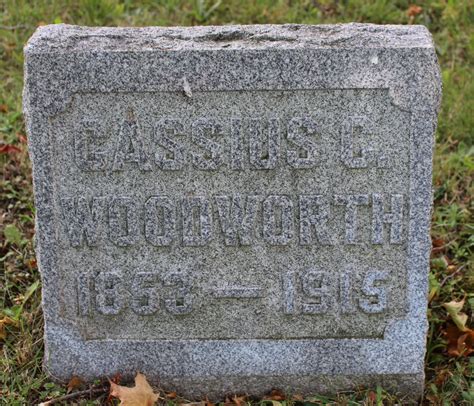 CASSIUS C.
WOODWORTH
1853 — 1915